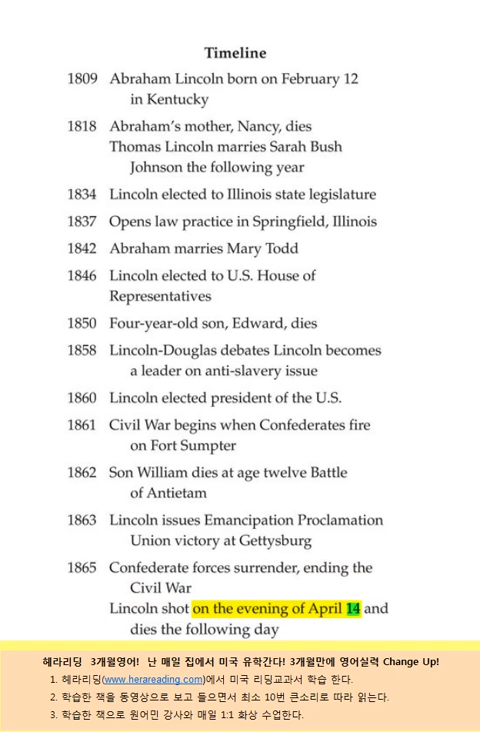 Timeline
1809 Abraham Lincoln born on February 12
in Kentucky
1818 Abraham's mother, Nancy, dies
Thomas Lincoln marries Sarah Bush
Johnson the following year
1834 Lincoln elected to Illinois state legislature
1837 Opens law practice in Springfield, Illinois
1842 Abraham marries Mary Todd
1846 Lincoln elected to U.S. House of
Representatives
1850 Four-year-old son, Edward, dies
1858 Lincoln-Douglas debates Lincoln becomes
a leader on anti-slavery issue
1860 Lincoln elected president of the U.S.
1861 Civil War begins when Confederates fire
on Fort Sumpter
1862 Son William dies at age twelve Battle
of Antietam
1863 Lincoln issues Emancipation Proclamation
Union victory at Gettysburg
1865 Confederate forces surrender, ending the
Civil War
Lincoln shot on the evening of April 14 and
dies the following day
헤라리딩 3개월영어! 난 매일 집에서 미국 유학간다! 3개월만에 영어실력 Change Up!
1. 헤라리딩(www.herareading.com)에서 미국 리딩교과서 학습 한다.
2. 학습한 책을 동영상으로 보고 들으면서 최소 10번 큰소리로 따라 읽는다.
3. 학습한 책으로 원어민 강사와 매일 1:1 화상 수업한다.